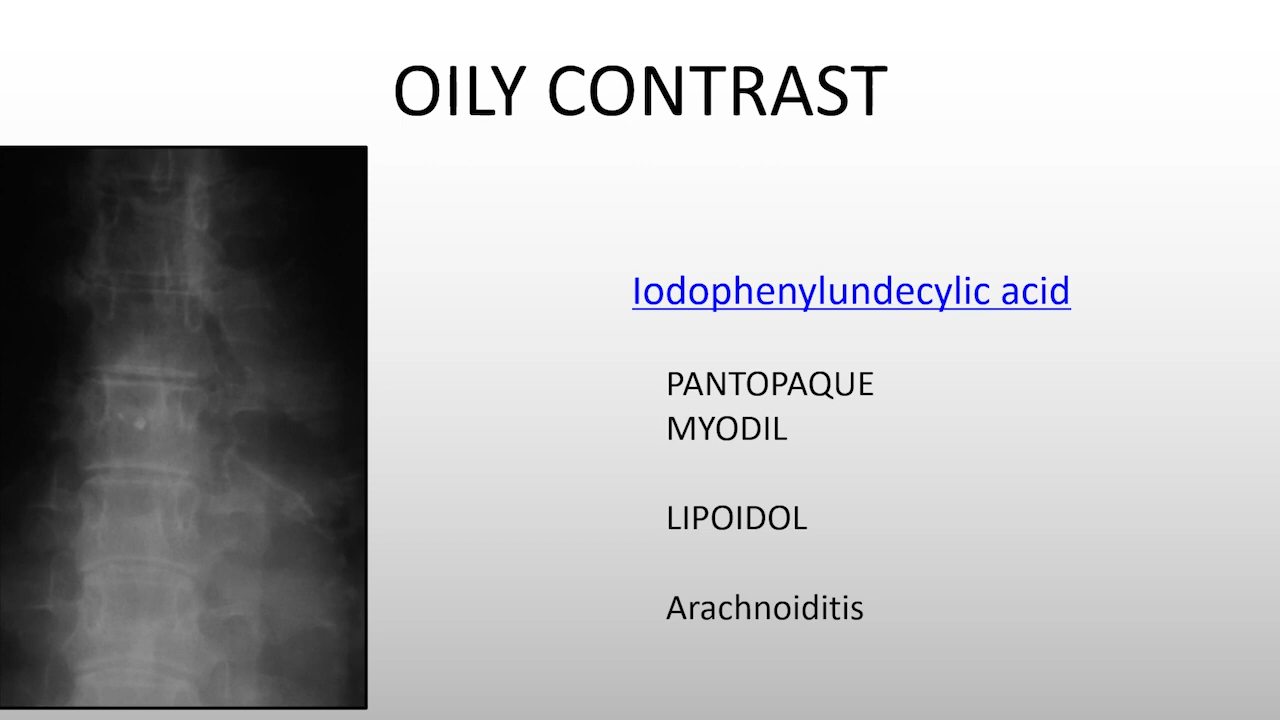 OILY CONTRAST
Iodophenylundecylic acid
PANTOPAQUE
MYODIL
LIPOIDOL
Arachnoiditis